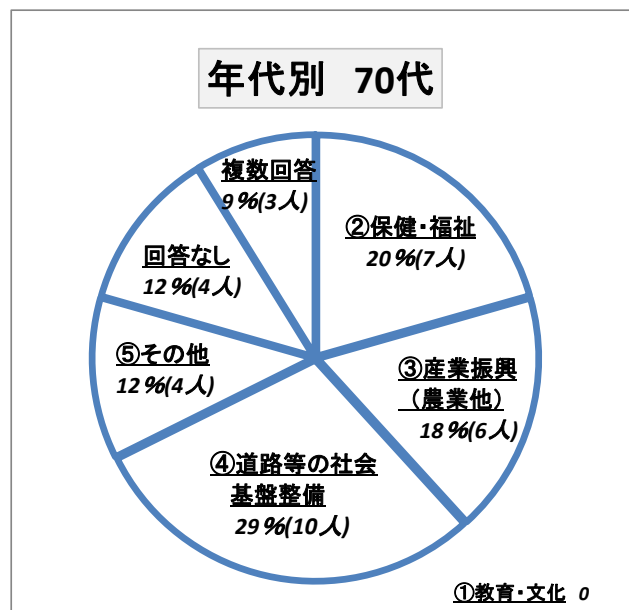 年代別 70代
複数回答
9%(3人)
②保健・福祉
20%(7人)
回答なし
12%(4人)
⑤その他
12%(4人)
③産業振興
（農業他）
18%(6人)
④道路等の社会
基盤整備
29%(10人)
①教育・文化 0